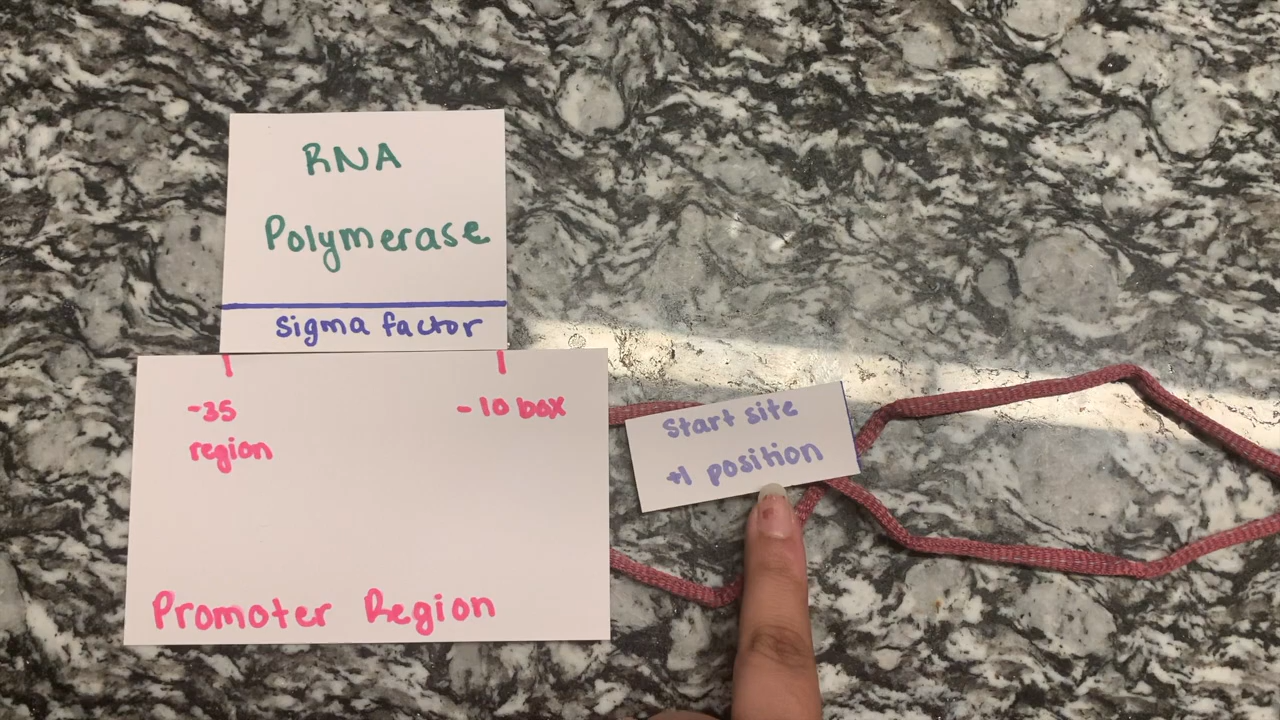 RNA
Polymerase
sigma factor
-35
region
-10 box
Promoter Region
Start site
+1 position